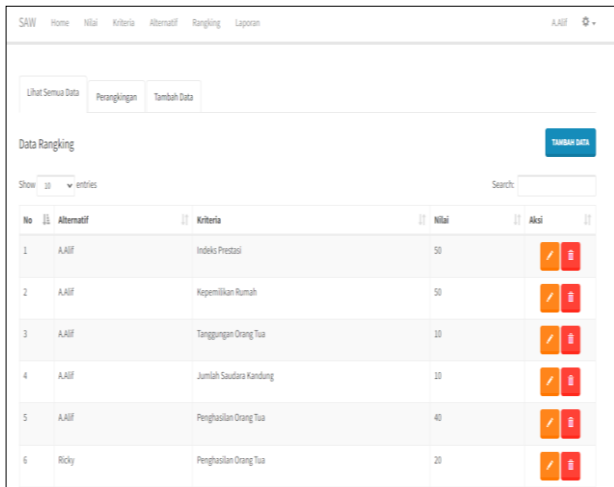 SAW Home Nilai Kriteria Alternatif Rangking Laporan A.Alif
Lihat Semua Data Perangkingan Tambah Data
Data Rangking TAMBAH DATA
Show 10 entries Search:
No Alternatif Kriteria Nilai Aksi
1 A.Alif Indeks Prestasi 50
2 A.Alif Kepemilikan Rumah 50
3 A.Alif Tanggungan Orang Tua 10
4 A.Alif Jumlah Saudara Kandung 10
5 A.Alif Penghasilan Orang Tua 40
6 Ricky Penghasilan Orang Tua 20